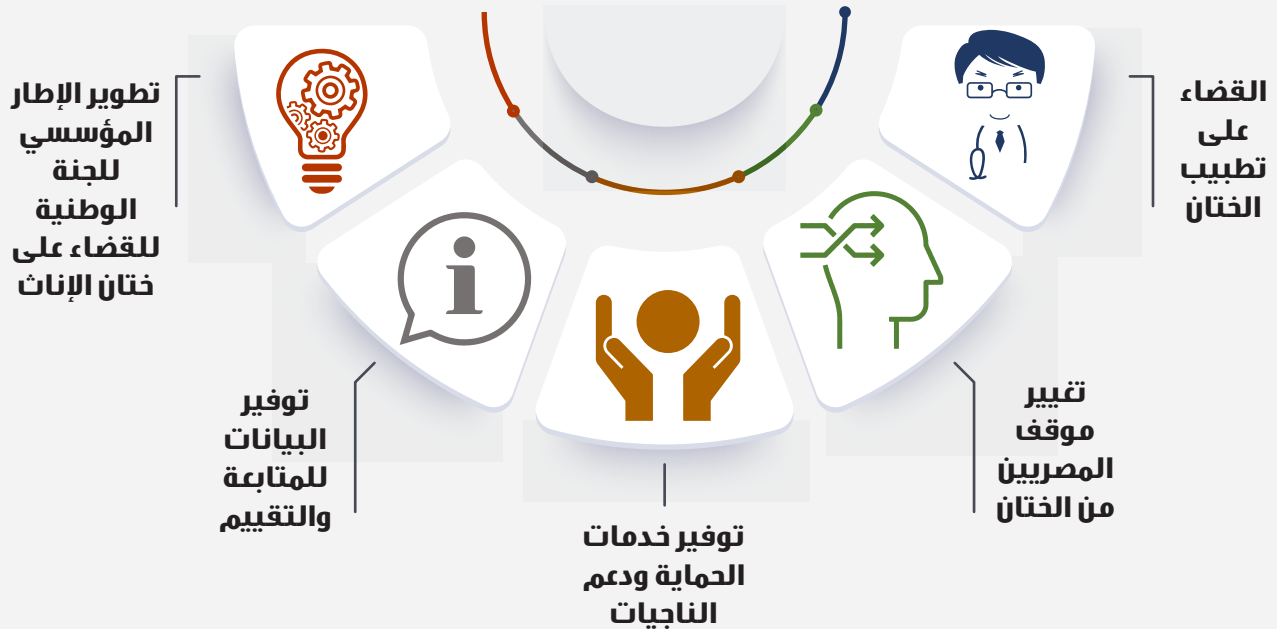 القضاء
على
تطبيب
الختان
تغيير
موقف
المصريين
من الختان
توفير خدمات
الحماية ودعم
الناجيات
توفير
البيانات
للمتابعة
والتقييم
تطوير الإطار
المؤسسي
للجنة
الوطنية
للقضاء على
ختان الإناث